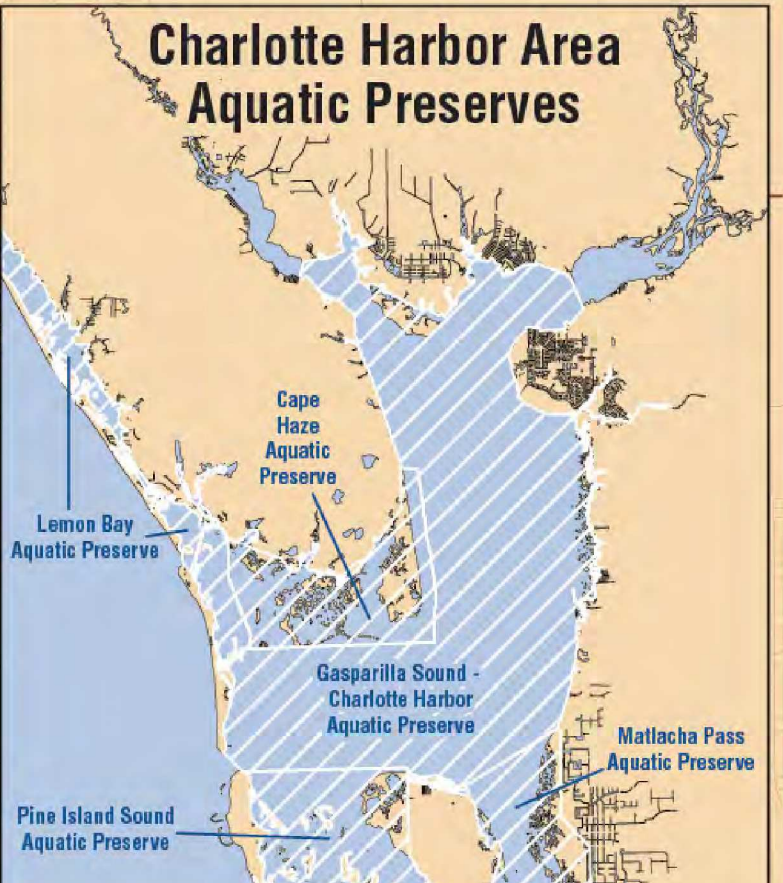 Charlotte Harbor Area
Aquatic Preserves
Cape
Haze
Aquatic
Preserve
Lemon Bay
Aquatic Preserve
Gasparilla Sound -
Charlotte Harbor
Aquatic Preserve
Matlacha Pass
Aquatic Preserve
Pine Island Sound
Aquatic Preserve